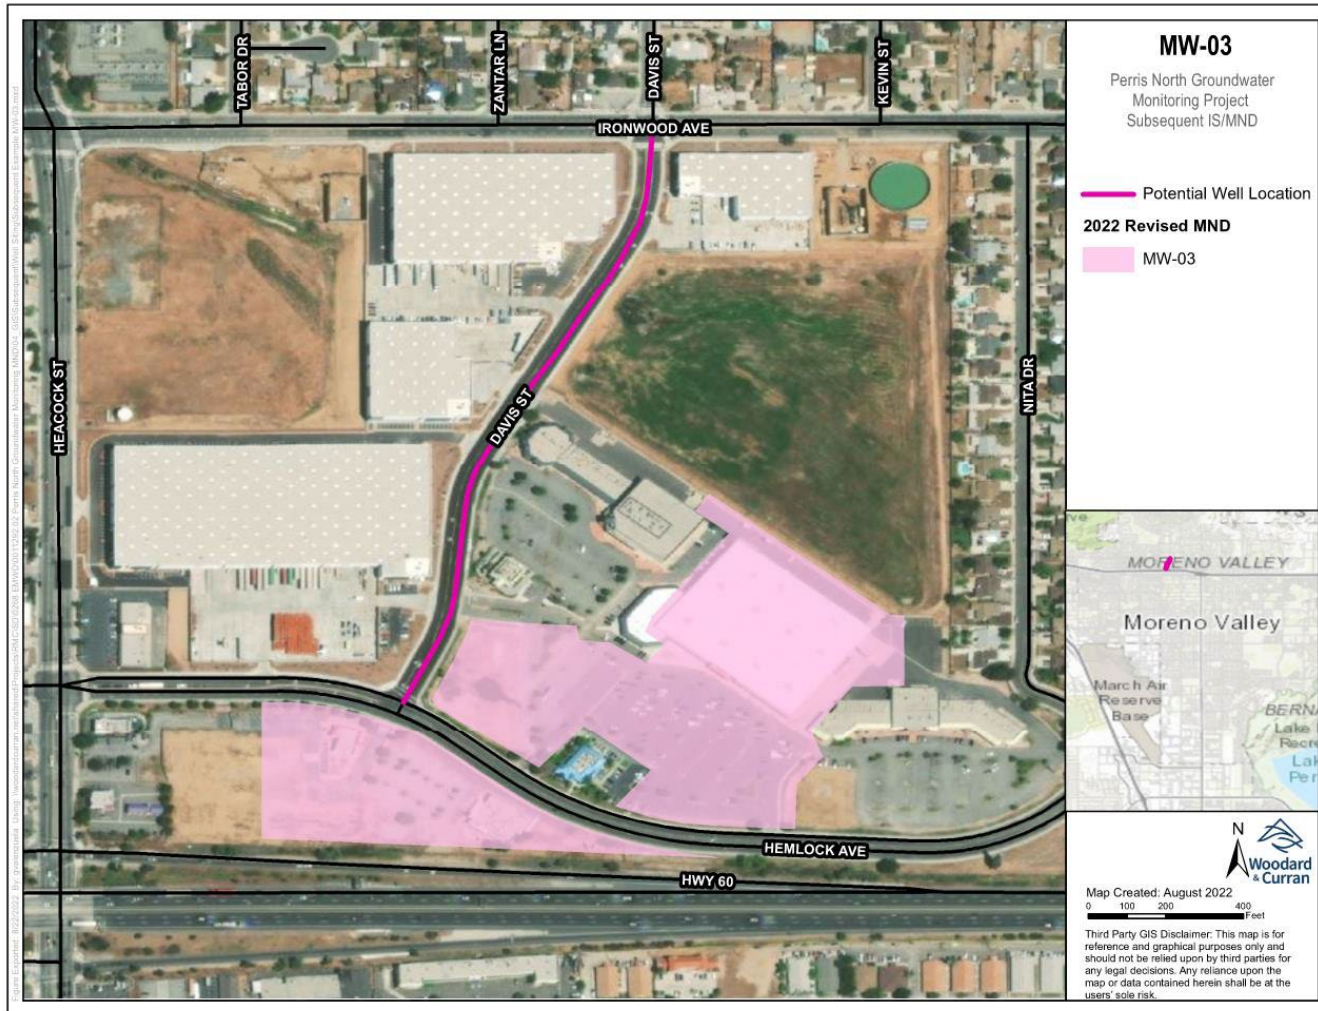 TABOR DR
ZANTAR LN
DAVIS ST
KEVIN ST
IRONWOOD AVE
HEACOCK ST
DAVIS ST
NITA DR
HEMLOCK AVE
HWY 60
MW-03
Perris North Groundwater
Monitoring Project
Subsequent IS/MND
Potential Well Location
2022 Revised MND
MW-03
MORENO VALLEY
Moreno Valley
March Air
Reserve
Base
BERNA
Lake
Recre
Lak
Per
N
Woodard
& Curran
Map Created: August 2022
0 100 200 400
Feet
Third Party GIS Disclaimer: This map is for
reference and graphical purposes only and
should not be relied upon by third parties for
any legal decisions. Any reliance upon the
map or data contained herein shall be at the
users' sole risk.